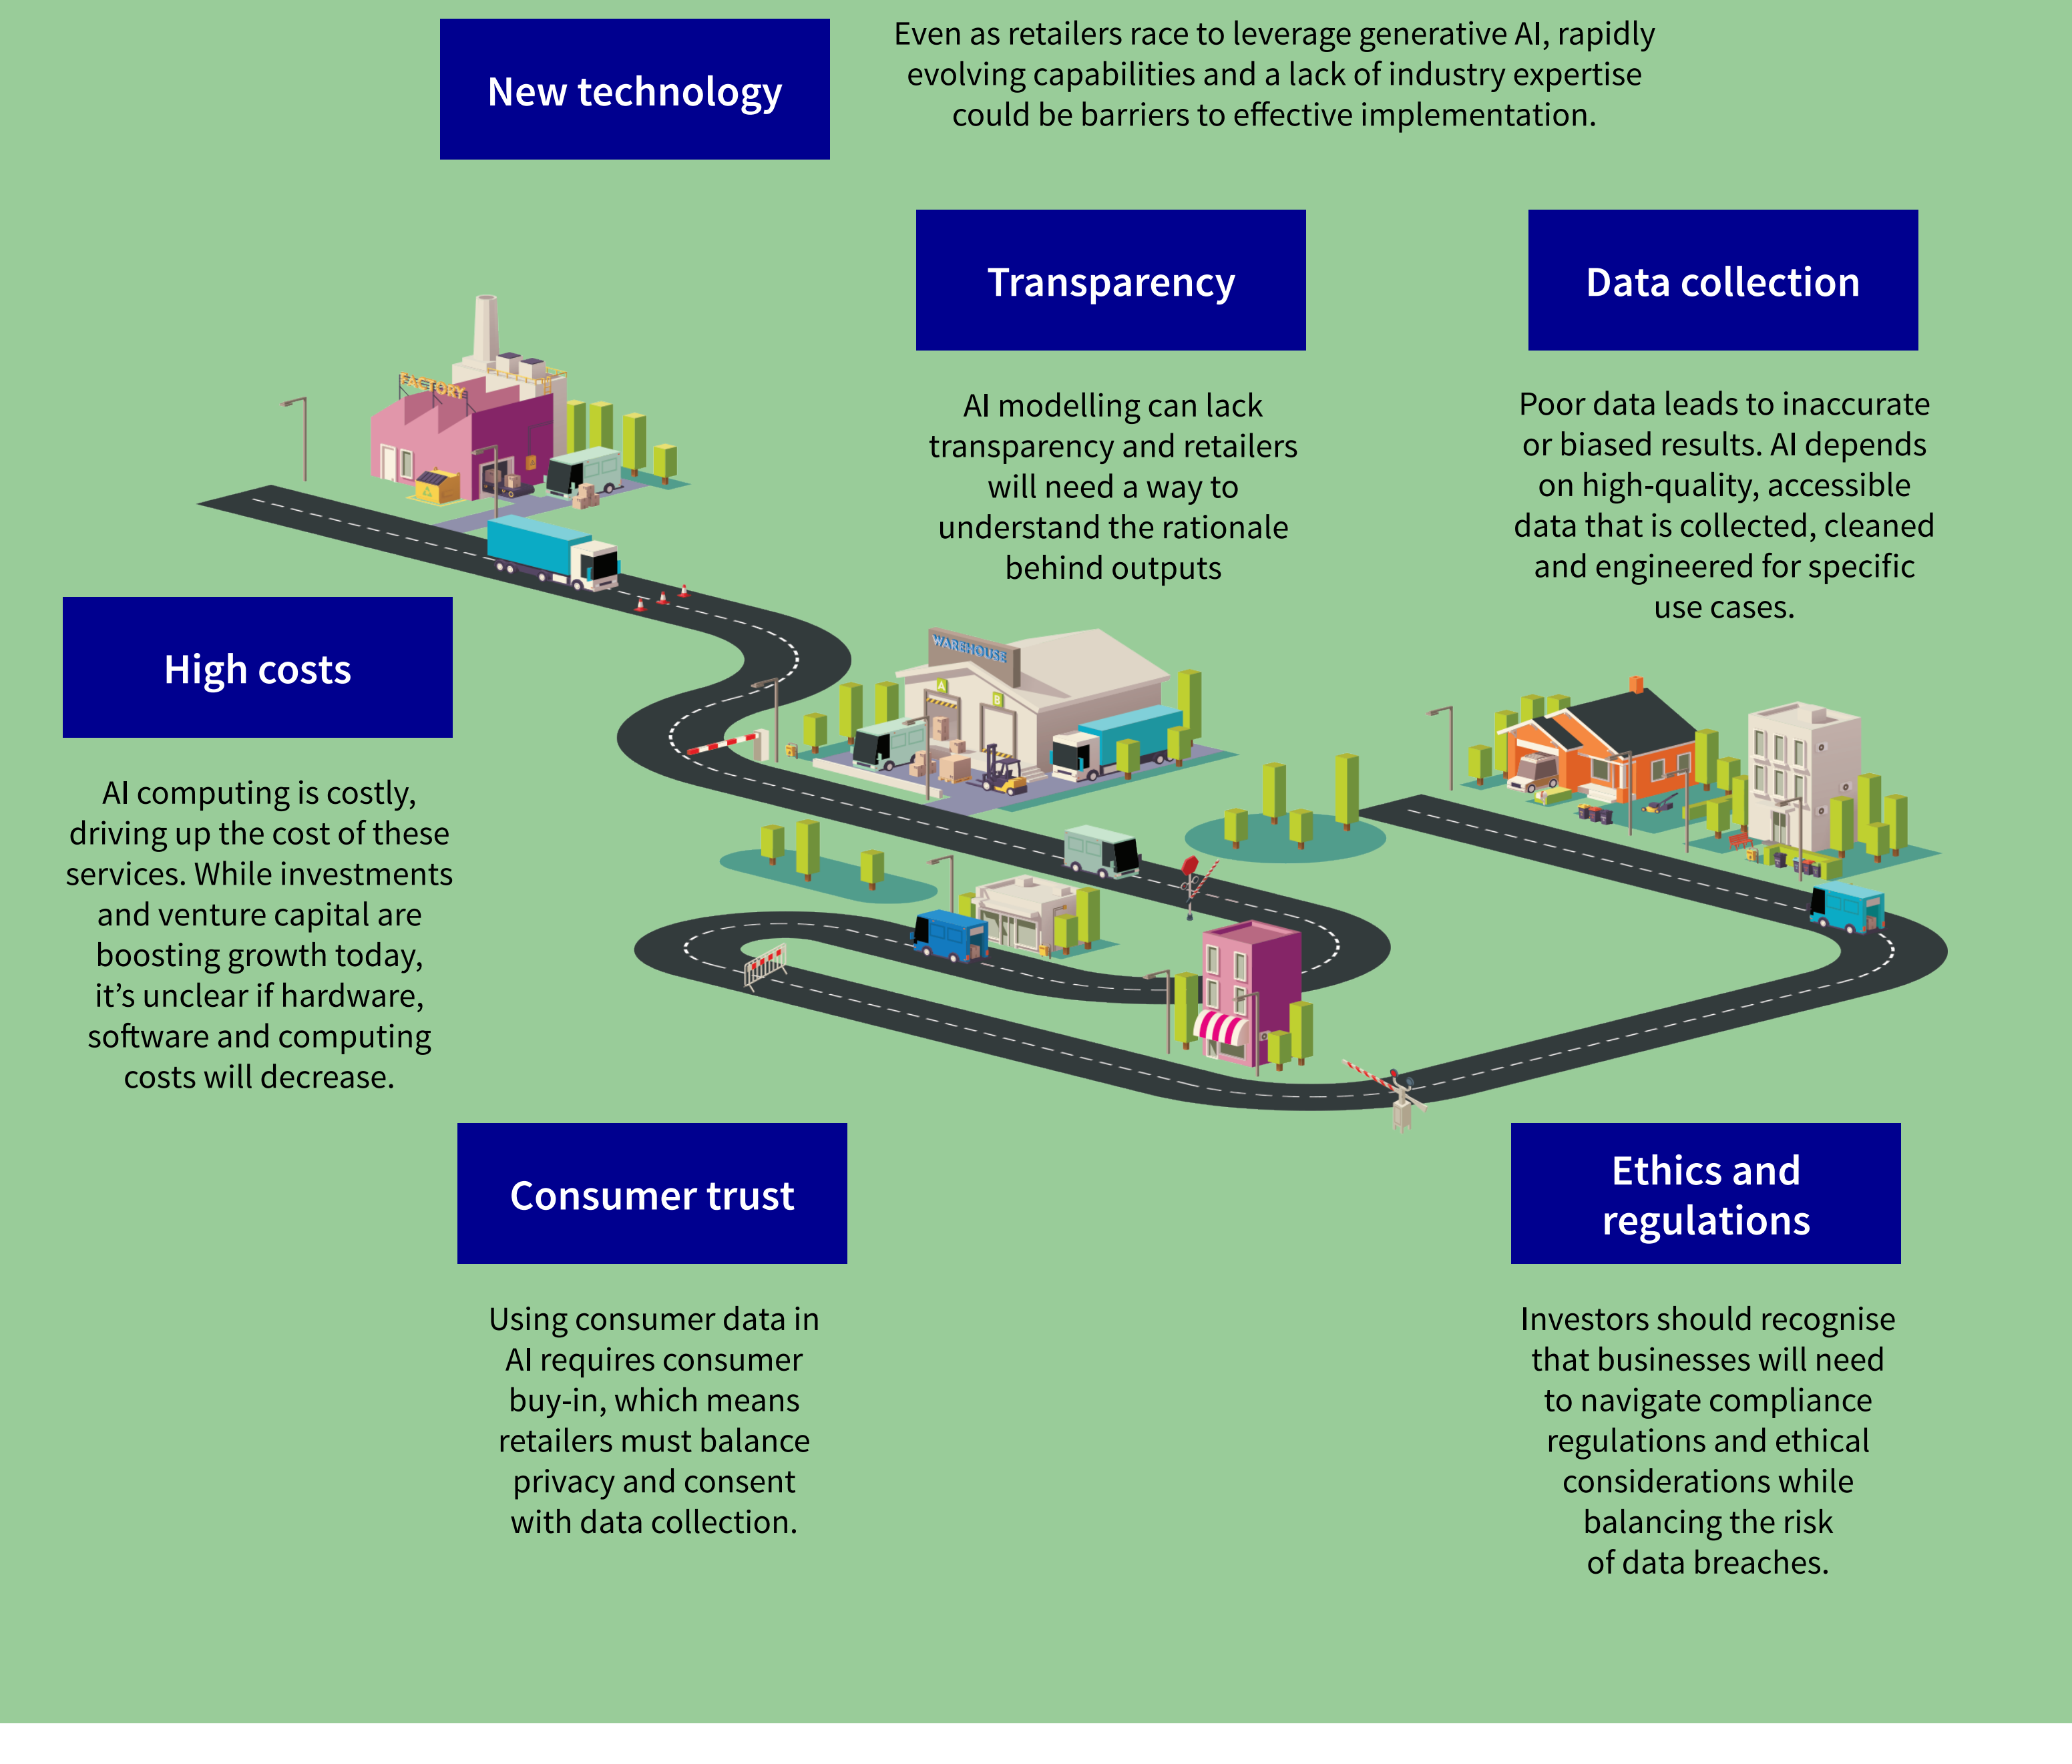 New technology
Even as retailers race to leverage generative AI, rapidly
evolving capabilities and a lack of industry expertise
could be barriers to effective implementation.
Transparency
AI modelling can lack
transparency and retailers
will need a way to
understand the rationale
behind outputs
Data collection
Poor data leads to inaccurate
or biased results. AI depends
on high-quality, accessible
data that is collected, cleaned
and engineered for specific
use cases.
FACTORY
High costs
AI computing is costly,
driving up the cost of these
services. While investments
and venture capital are
boosting growth today,
it’s unclear if hardware,
software and computing
costs will decrease.
WAREHOUSE
A
B
Consumer trust
Using consumer data in
AI requires consumer
buy-in, which means
retailers must balance
privacy and consent
with data collection.
Ethics and
regulations
Investors should recognise
that businesses will need
to navigate compliance
regulations and ethical
considerations while
balancing the risk
of data breaches.